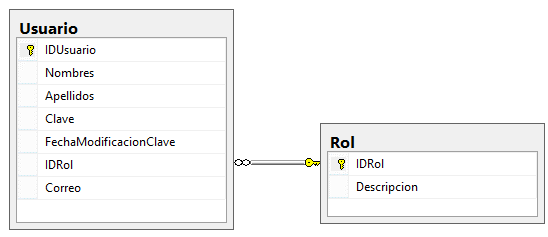 Usuario
IDUsuario
Nombres
Apellidos
Clave
FechaModificacionClave
IDRol
Correo
Rol
IDRol
Descripcion